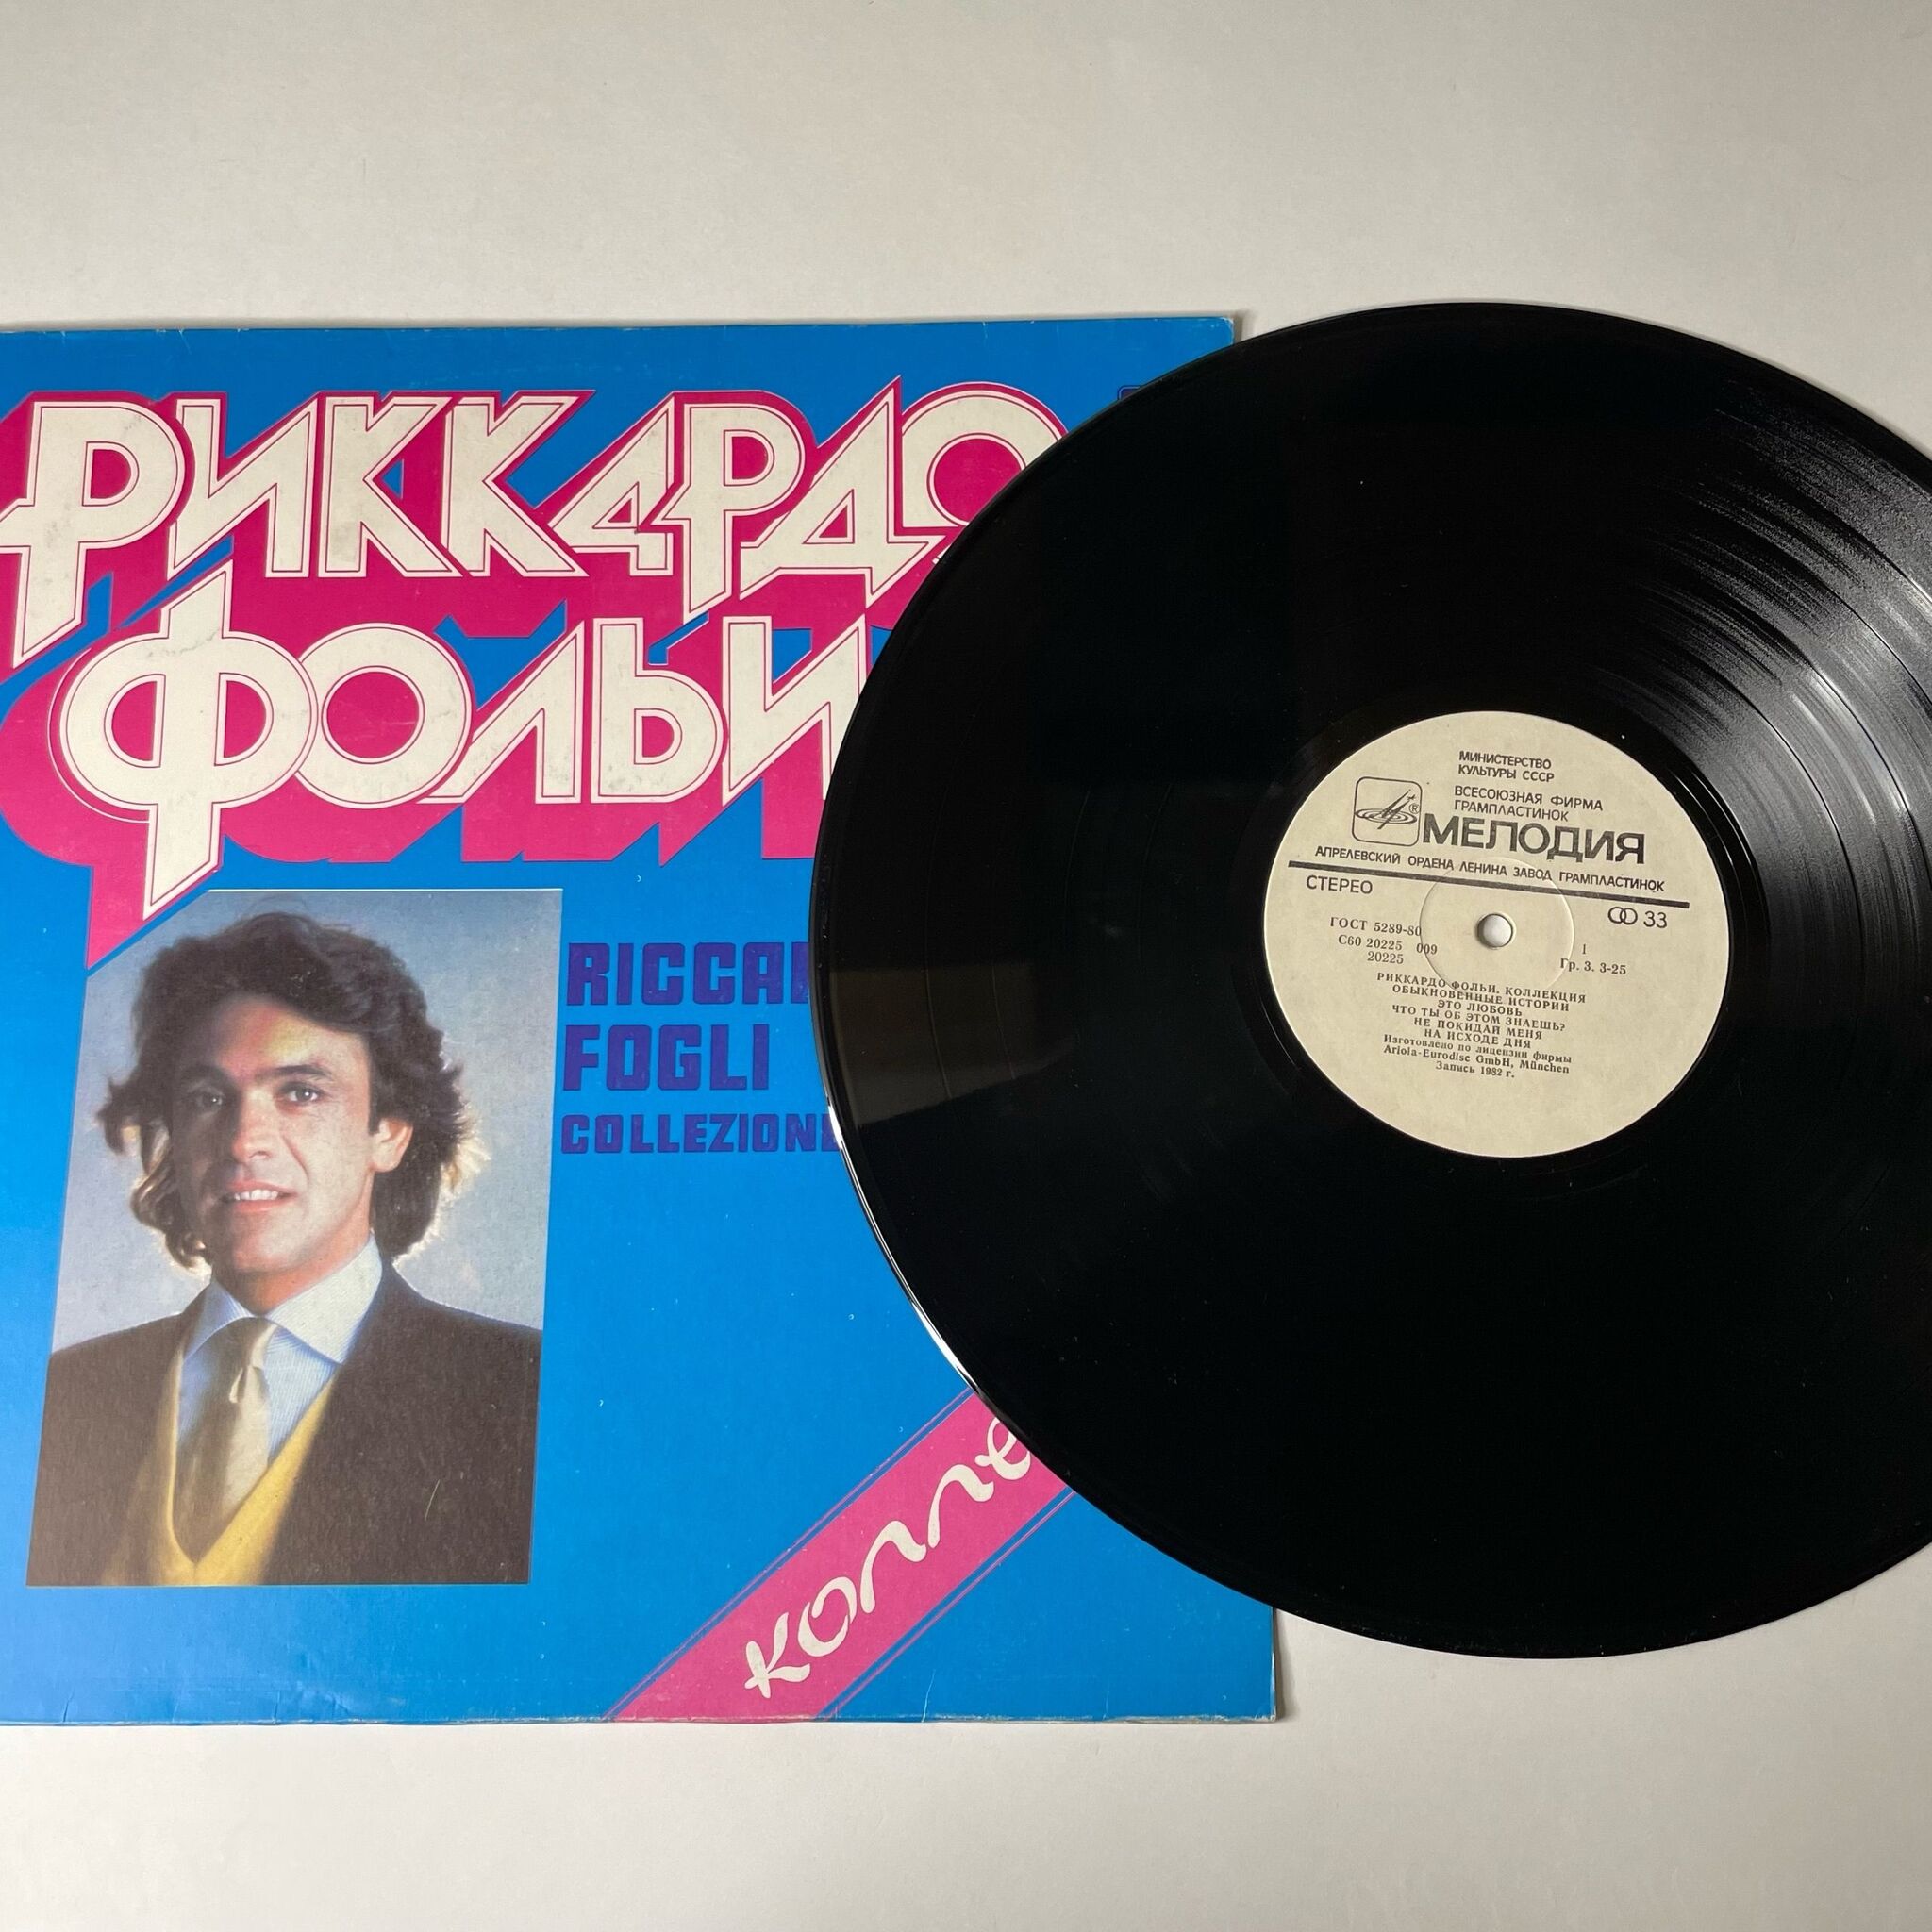 РИККАРДО
ФОЛЬИ
RICCAR
FOGLI
COLLEZIONE
КОЛЛЕ
МИНИСТЕРСТВО
КУЛЬТУРЫ СССР
ВСЕСОЮЗНАЯ ФИРМА
ГРАМПЛАСТИНОК
® МЕЛОДИЯ
АПРЕЛЕВСКИЙ ОРДЕНА ЛЕНИНА ЗАВОД ГРАМПЛАСТИНОК
СТЕРЕО
33
ГОСТ 5289-80
С60 20225 009
20225
1
Гр. 3. 3-25
РИККАРДО ФОЛЬИ. КОЛЛЕКЦИЯ
ОБЫКНОВЕННЫЕ ИСТОРИИ
ЭТО ЛЮБОВЬ
ЧТО ТЫ ОБ ЭТОМ ЗНАЕШЬ?
НЕ ПОКИДАЙ МЕНЯ
НА ИСХОДЕ ДНЯ
Изготовлено по лицензии фирмы
Ariola-Eurodisc GmbH, München
Запись 1982 г.